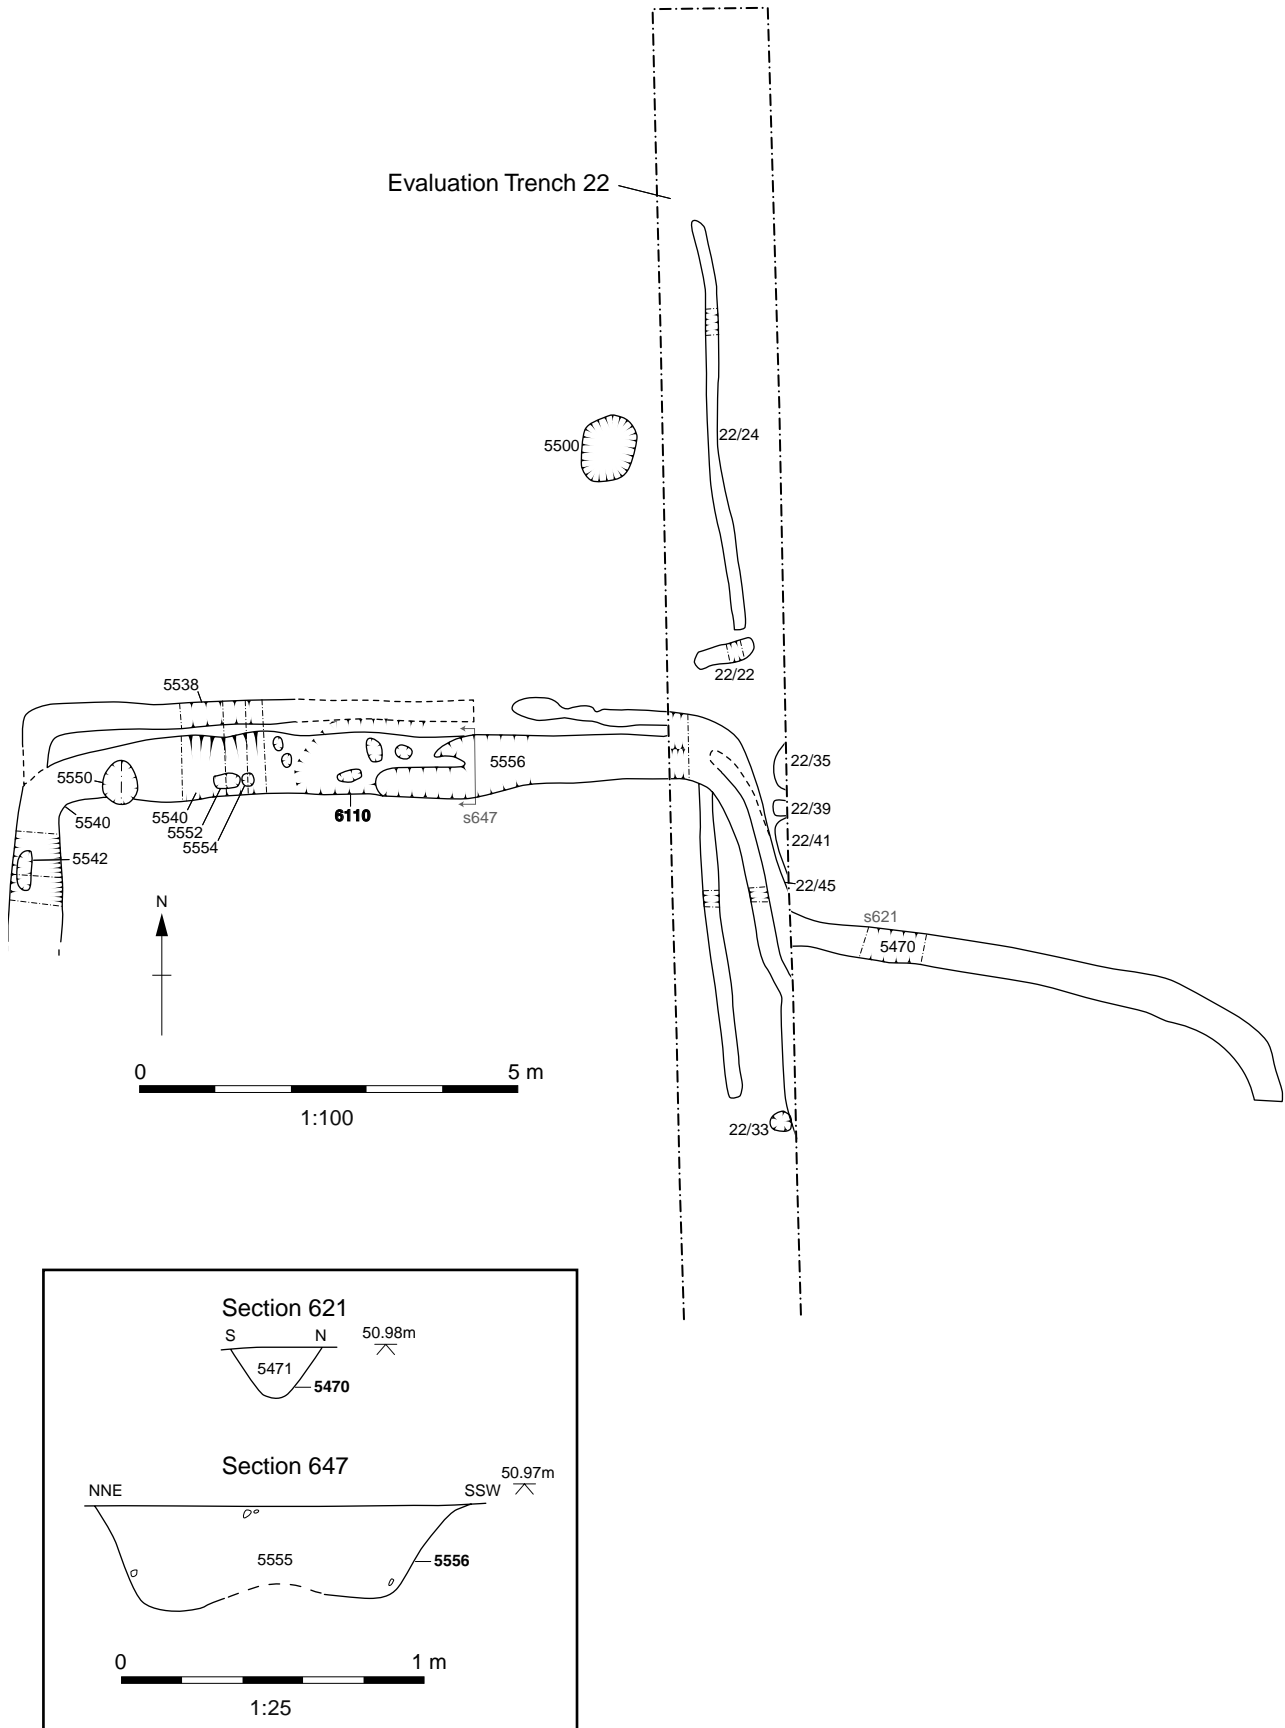 Evaluation Trench 22
22/24
5500
22/22
5538
22/35
5550
5556
22/39
5540
5540
5552
6110
s647
22/41
5554
5542
22/45
N
s621
5470
0 5 m
1:100
22/33
Section 621
S N 50.98m
5471
5470
Section 647
NNE SSW 50.97m
5555
5556
0 1 m
1:25